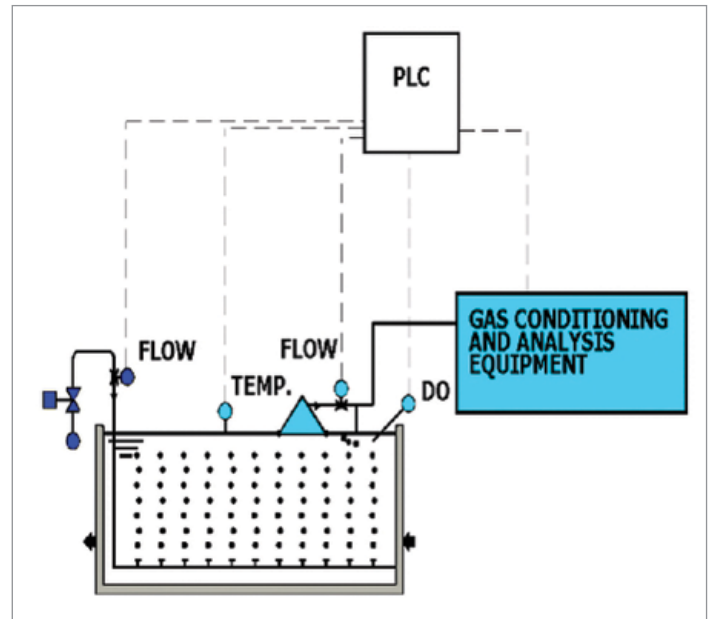 PLC
FLOW
FLOW
TEMP.
DO
GAS CONDITIONING
AND ANALYSIS
EQUIPMENT